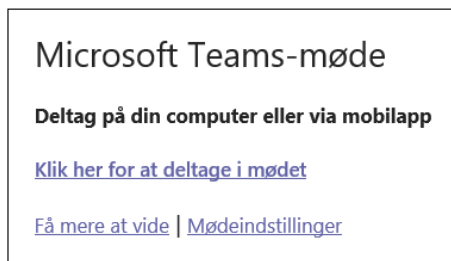 Microsoft Teams-møde
Deltag på din computer eller via mobilapp
Klik her for at deltage i mødet
Få mere at vide | Mødeindstillinger